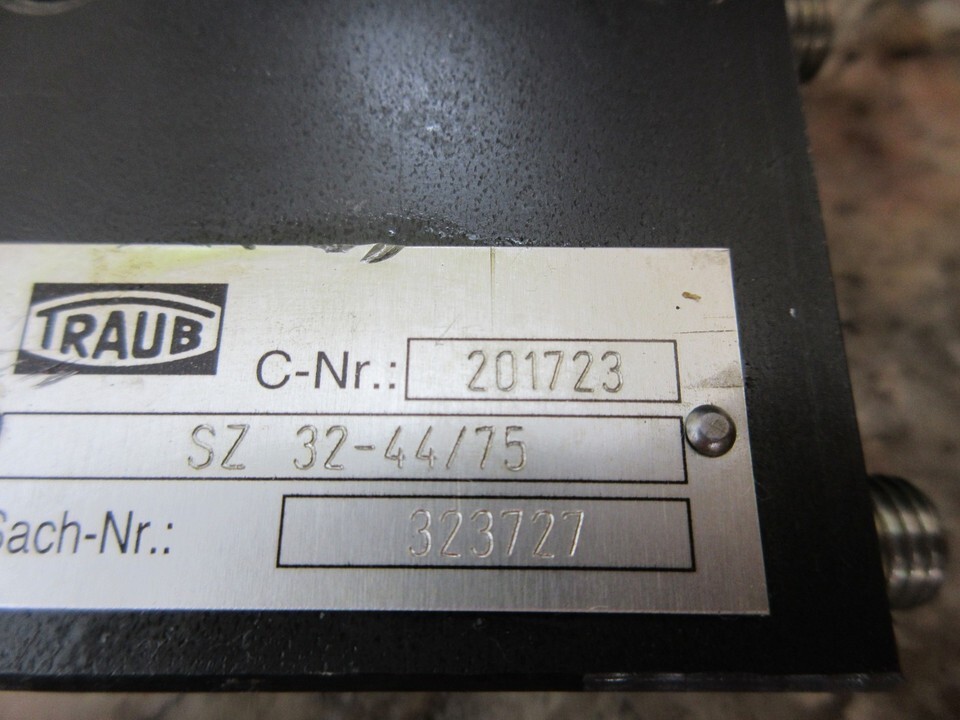 TRAUB
C-Nr.: 201723
SZ 32-44/75
Sach-Nr.: 323727